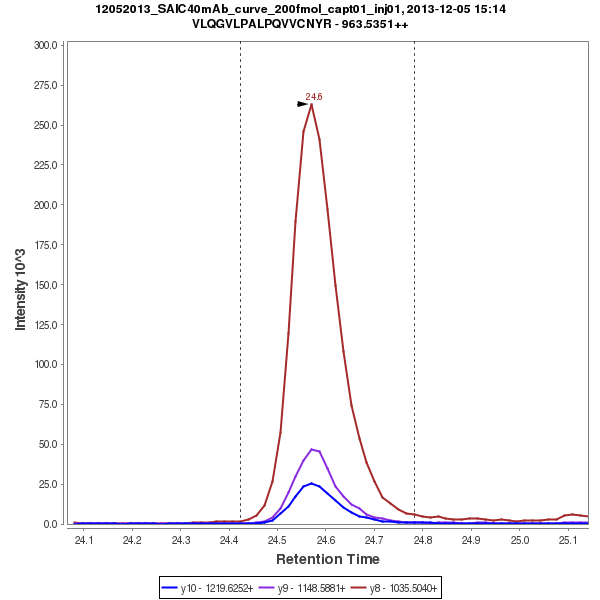 12052013_SAIC40mAb_curve_200fmol_capt01_inj01, 2013-12-05 15:14
VLQGVLPALPQVVCNYR - 963.5351++
300.0
275.0
250.0
225.0
200.0
175.0
150.0
125.0
100.0
75.0
50.0
25.0
0.0
Intensity 10^3
24.6
24.1 24.2 24.3 24.4 24.5 24.6 24.7 24.8 24.9 25.0 25.1
Retention Time
y10 - 1219.6252+ y9 - 1148.5881+ y8 - 1035.5040+